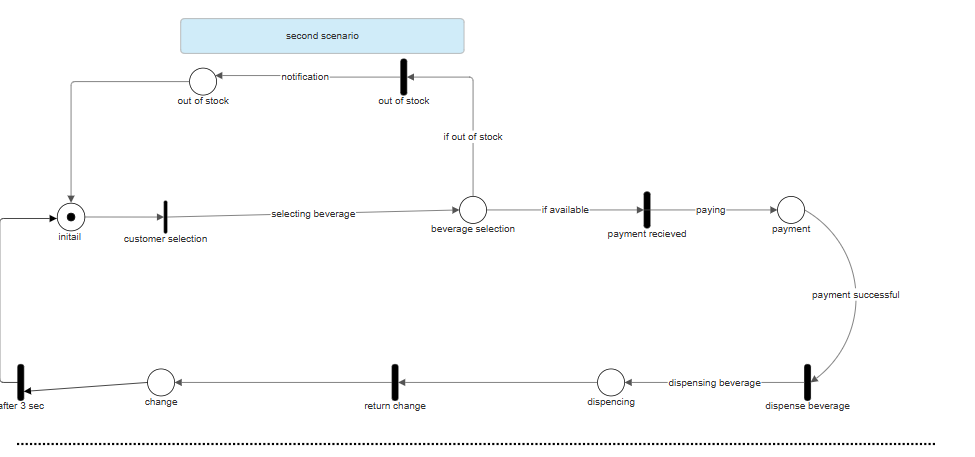 second scenario
notification
out of stock
out of stock
if out of stock
selecting beverage
if available
paying
initail
customer selection
beverage selection
payment recieved
payment
payment successful
dispensing beverage
after 3 sec
change
return change
dispencing
dispense beverage